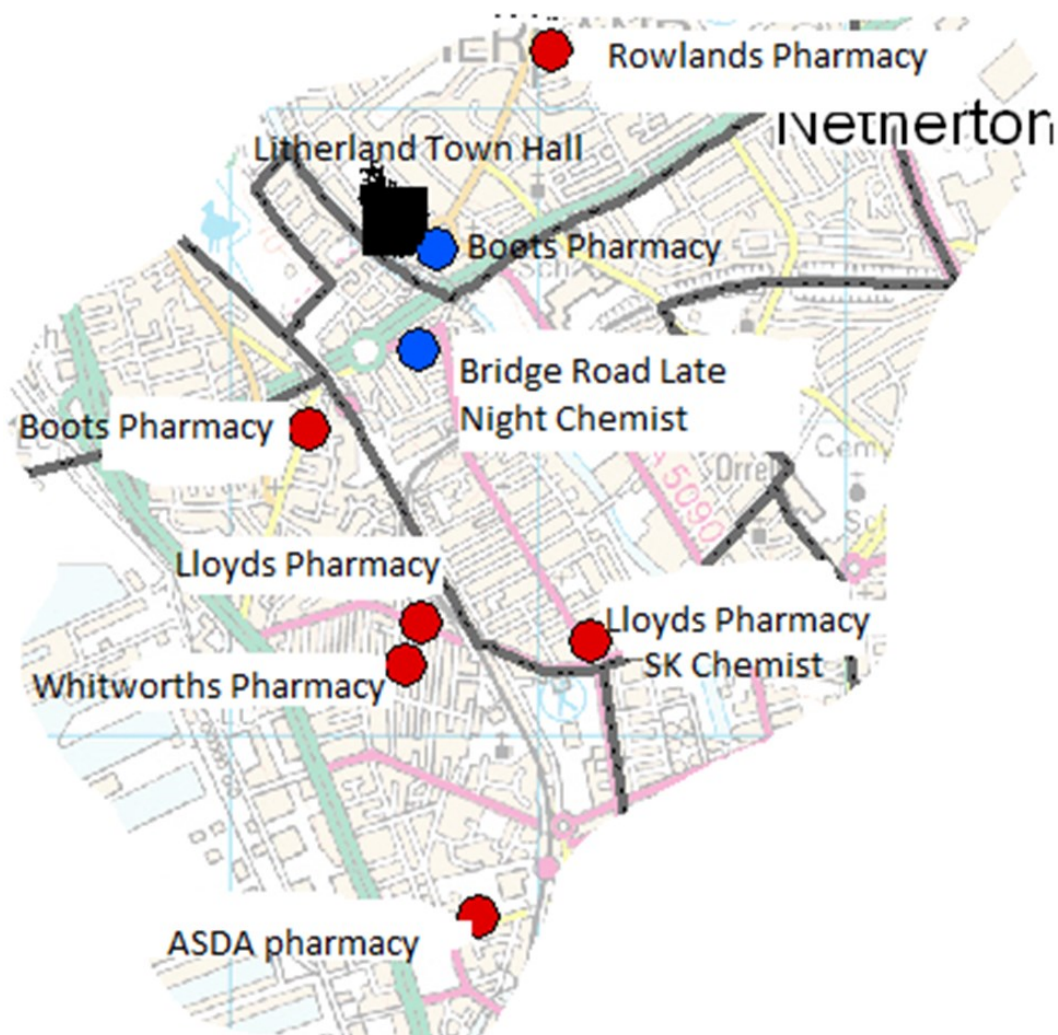 Rowlands Pharmacy
Netherton
Litherland Town Hall
Boots Pharmacy
Bridge Road Late
Night Chemist
Boots Pharmacy
Orrell
A 5090
Lloyds Pharmacy
Lloyds Pharmacy
SK Chemist
Whitworths Pharmacy
ASDA pharmacy